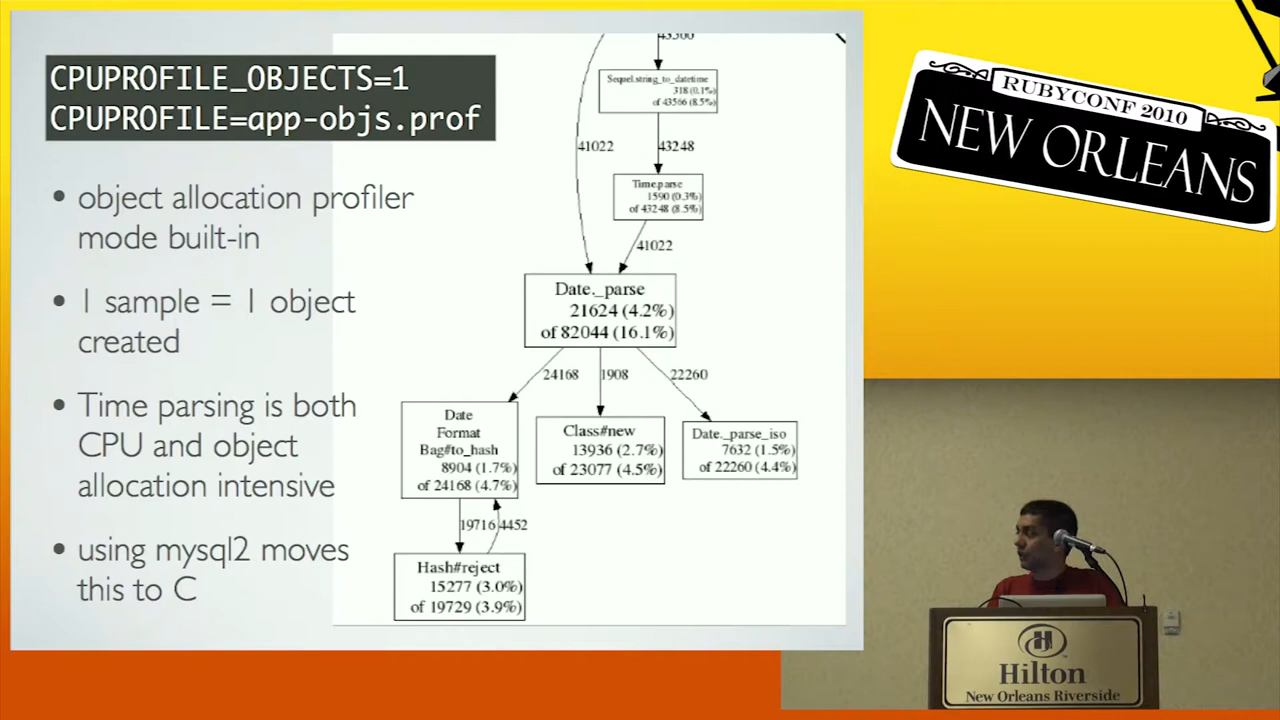 CPUPROFILE_OBJECTS=1
CPUPROFILE=app-objs.prof
• object allocation profiler
mode built-in
• 1 sample = 1 object
created
• Time parsing is both
CPU and object
allocation intensive
• using mysql2 moves
this to C
Sequel.string_to_datetime
318 (0.1%)
of 43566 (8.5%)
41022
43248
Time.parse
1590 (0.3%)
of 43248 (8.5%)
41022
Date._parse
21624 (4.2%)
of 82044 (16.1%)
24168
1908
22260
Date
Format
Bag#to_hash
8904 (1.7%)
of 24168 (4.7%)
Class#new
13936 (2.7%)
of 23077 (4.5%)
Date._parse_iso
7632 (1.5%)
of 22260 (4.4%)
19716
4452
Hash#reject
15277 (3.0%)
of 19729 (3.9%)
RUBYCONF 2010
NEW ORLEANS
Hilton
New Orleans Riverside